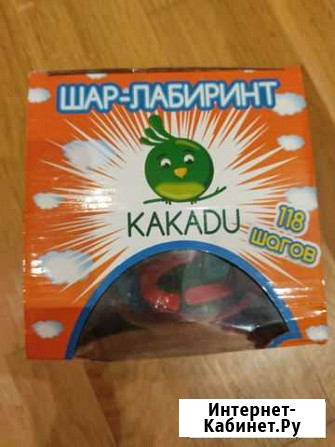 ШАР-ЛАБИРИНТ
KAKADU
118
шагов
Интернет-
Кабинет.Ру